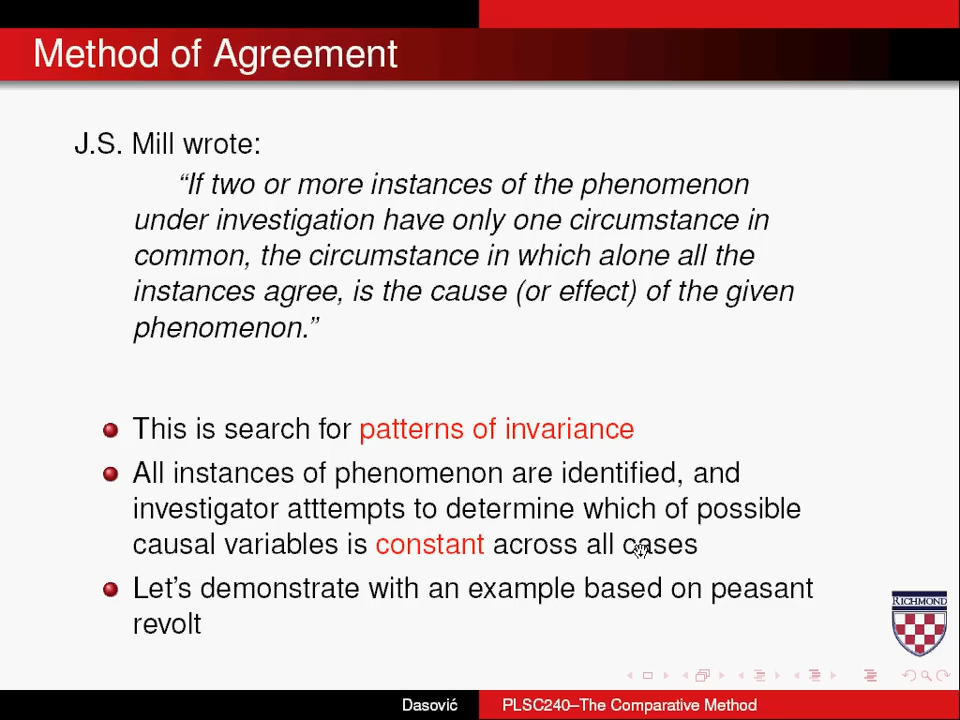 Method of Agreement
J.S. Mill wrote:
“If two or more instances of the phenomenon
under investigation have only one circumstance in
common, the circumstance in which alone all the
instances agree, is the cause (or effect) of the given
phenomenon.”
This is search for patterns of invariance
All instances of phenomenon are identified, and
investigator atttempts to determine which of possible
causal variables is constant across all cases
Let’s demonstrate with an example based on peasant
revolt
RICHMOND
Dasović
PLSC240–The Comparative Method